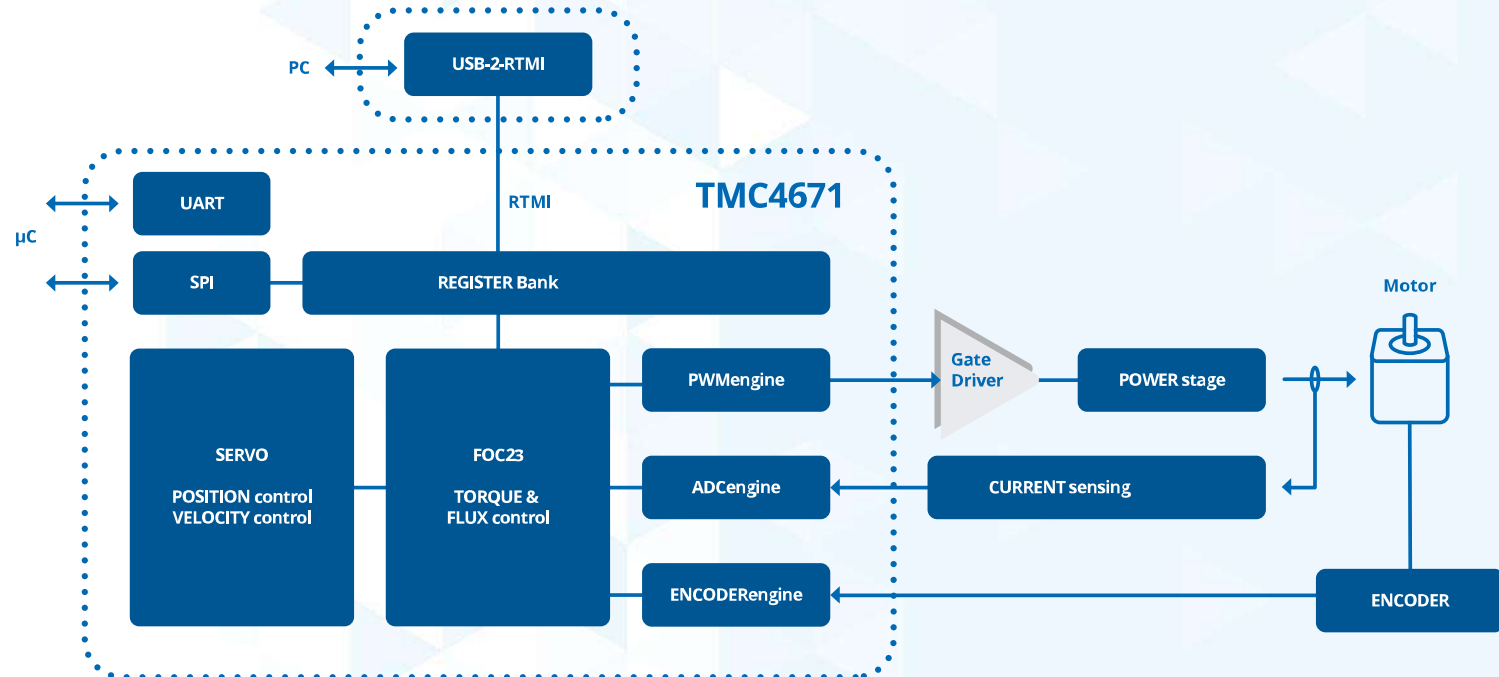 PC
USB-2-RTMI
TMC4671
UART
RTMI
µC
SPI
REGISTER Bank
Motor
PWMengine
Gate
Driver
POWER stage
SERVO
POSITION control
VELOCITY control
FOC23
TORQUE &
FLUX control
ADCengine
CURRENT sensing
ENCODERengine
ENCODER